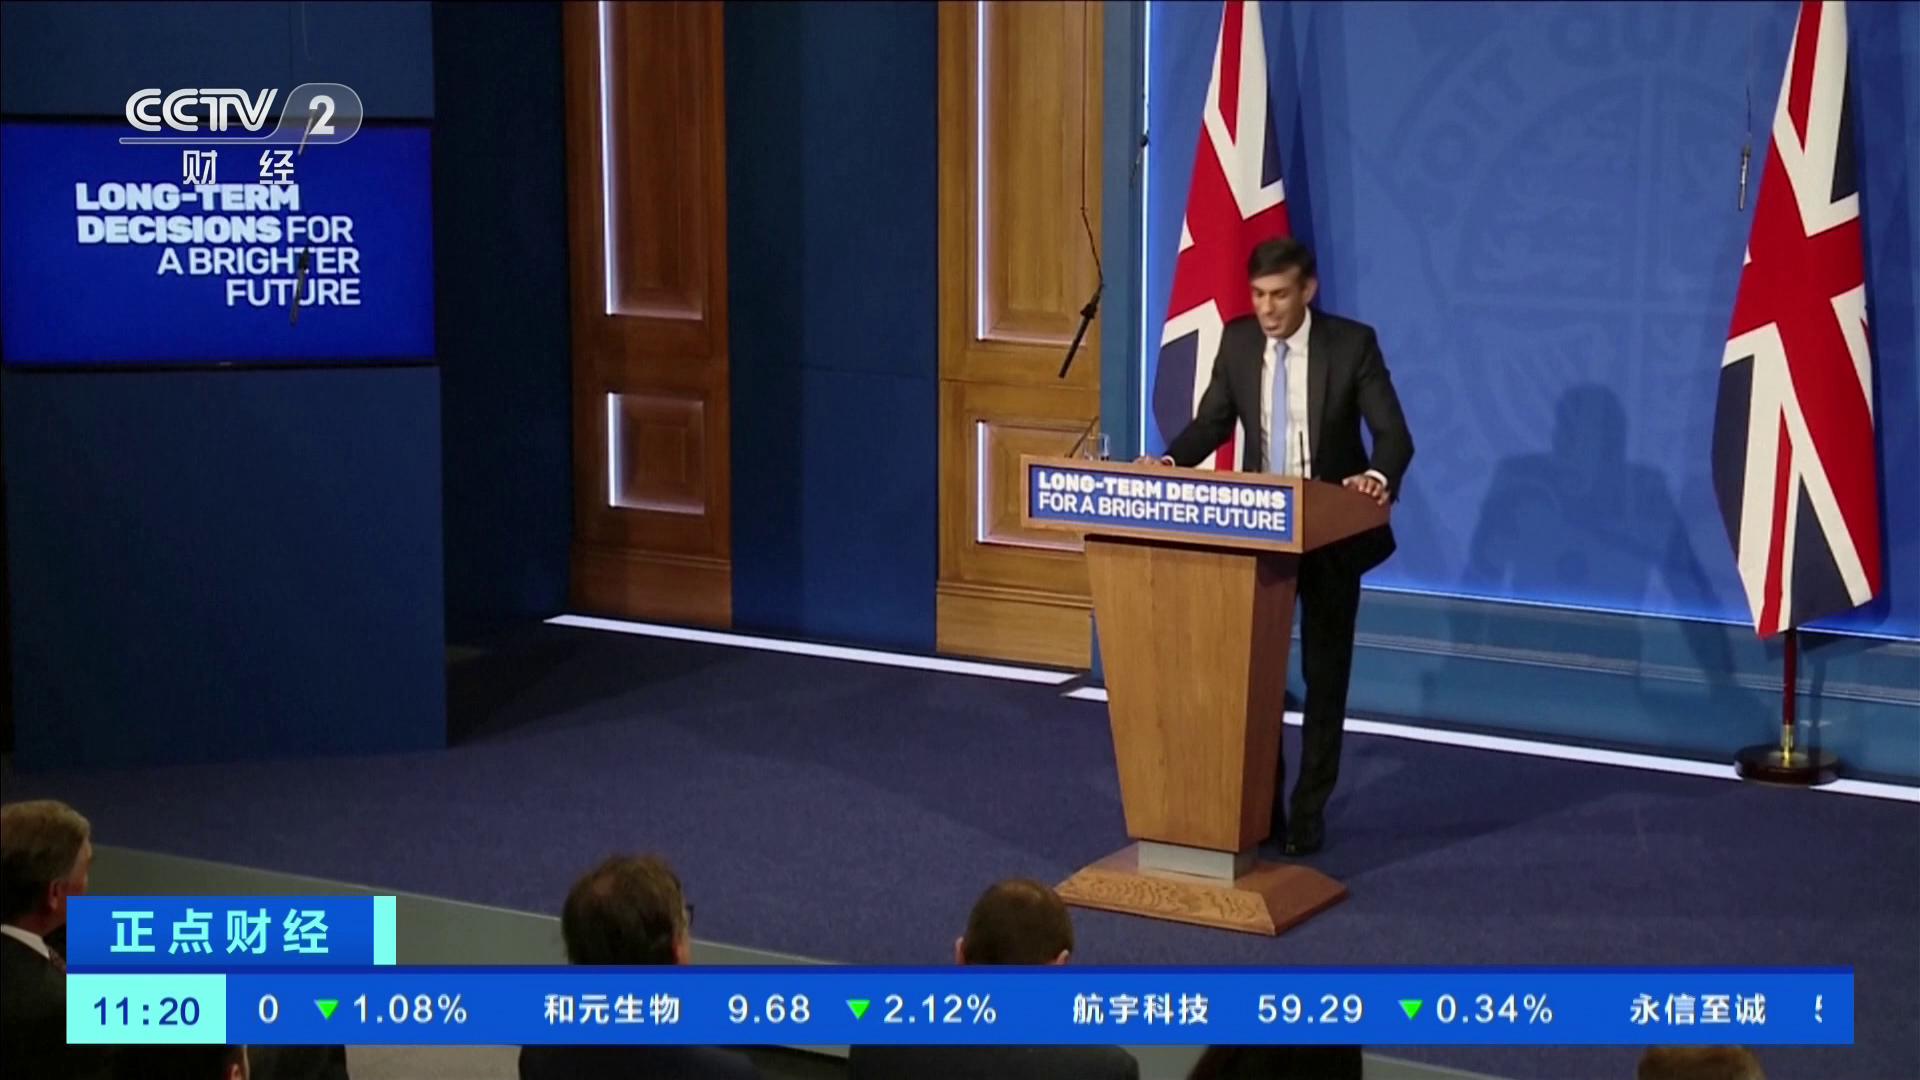 CCTV 2
财 经
LONG-TERM
DECISIONS FOR
A BRIGHTER
FUTURE
LONG-TERM DECISIONS
FOR A BRIGHTER FUTURE
正点财经
11:20 0 ▼1.08% 和元生物 9.68 ▼2.12% 航宇科技 59.29 ▼0.34% 永信至诚